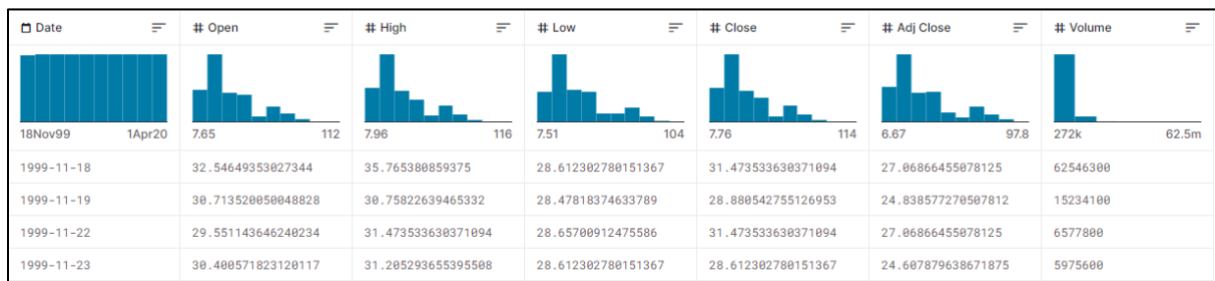 Date # Open # High # Low # Close # Adj Close # Volume
18Nov99 1Apr20 7.65 112 7.96 116 7.51 104 7.76 114 6.67 97.8 272k 62.5m
1999-11-18 32.54649353027344 35.765380859375 28.612302780151367 31.473533630371094 27.06866455078125 62546300
1999-11-19 30.713520050048828 30.75822639465332 28.47818374633789 28.880542755126953 24.838577270507812 15234100
1999-11-22 29.551143646240234 31.473533630371094 28.65700912475586 31.473533630371094 27.06866455078125 6577800
1999-11-23 30.400571823120117 31.205293655395508 28.612302780151367 28.612302780151367 24.607879638671875 5975600